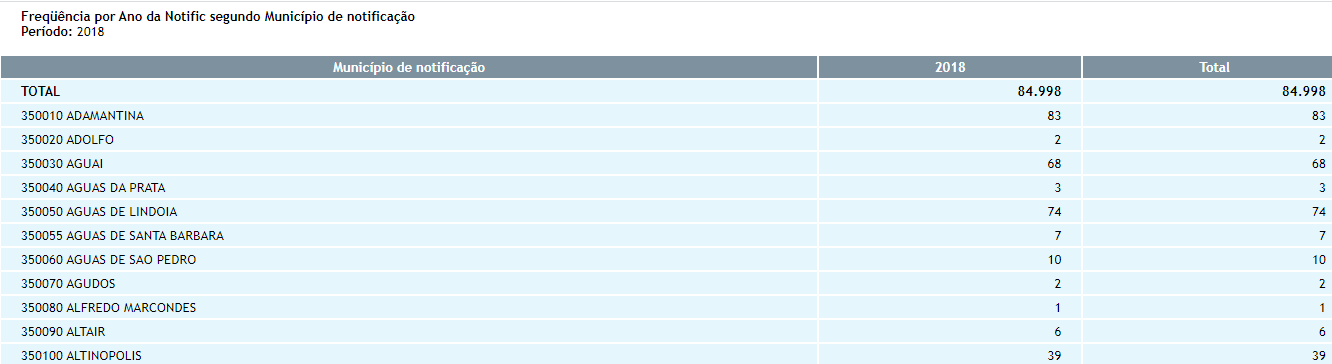 Freqüência por Ano da Notific segundo Município de notificação
Período: 2018
Município de notificação 2018 Total
TOTAL 84.998 84.998
350010 ADAMANTINA 83 83
350020 ADOLFO 2 2
350030 AGUAI 68 68
350040 AGUAS DA PRATA 3 3
350050 AGUAS DE LINDOIA 74 74
350055 AGUAS DE SANTA BARBARA 7 7
350060 AGUAS DE SAO PEDRO 10 10
350070 AGUDOS 2 2
350080 ALFREDO MARCONDES 1 1
350090 ALTAIR 6 6
350100 ALTINOPOLIS 39 39